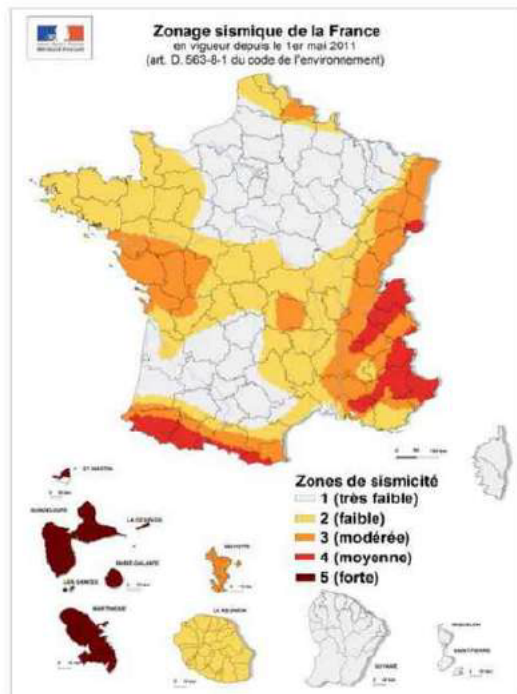 Zonage sismique de la France
en vigueur depuis le 1er mai 2011
(art. D. 563-8-1 du code de l'environnement)
ST-MARTIN
GUADELOUPE
LA DESIRADE
MARIE-GALANTE
LES SAINTES
MARTINIQUE
MAYOTTE
LA REUNION
GUYANE
SAINT-PIERRE
Zones de sismicité
1 (très faible)
2 (faible)
3 (modérée)
4 (moyenne)
5 (forte)